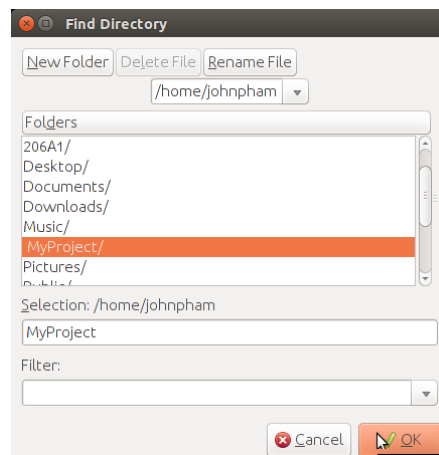 Find Directory
New Folder Delete File Rename File
/home/johnpham
Folders
206A1/
Desktop/
Documents/
Downloads/
Music/
MyProject/
Pictures/
Public/
Selection: /home/johnpham
MyProject
Filter:
Cancel OK